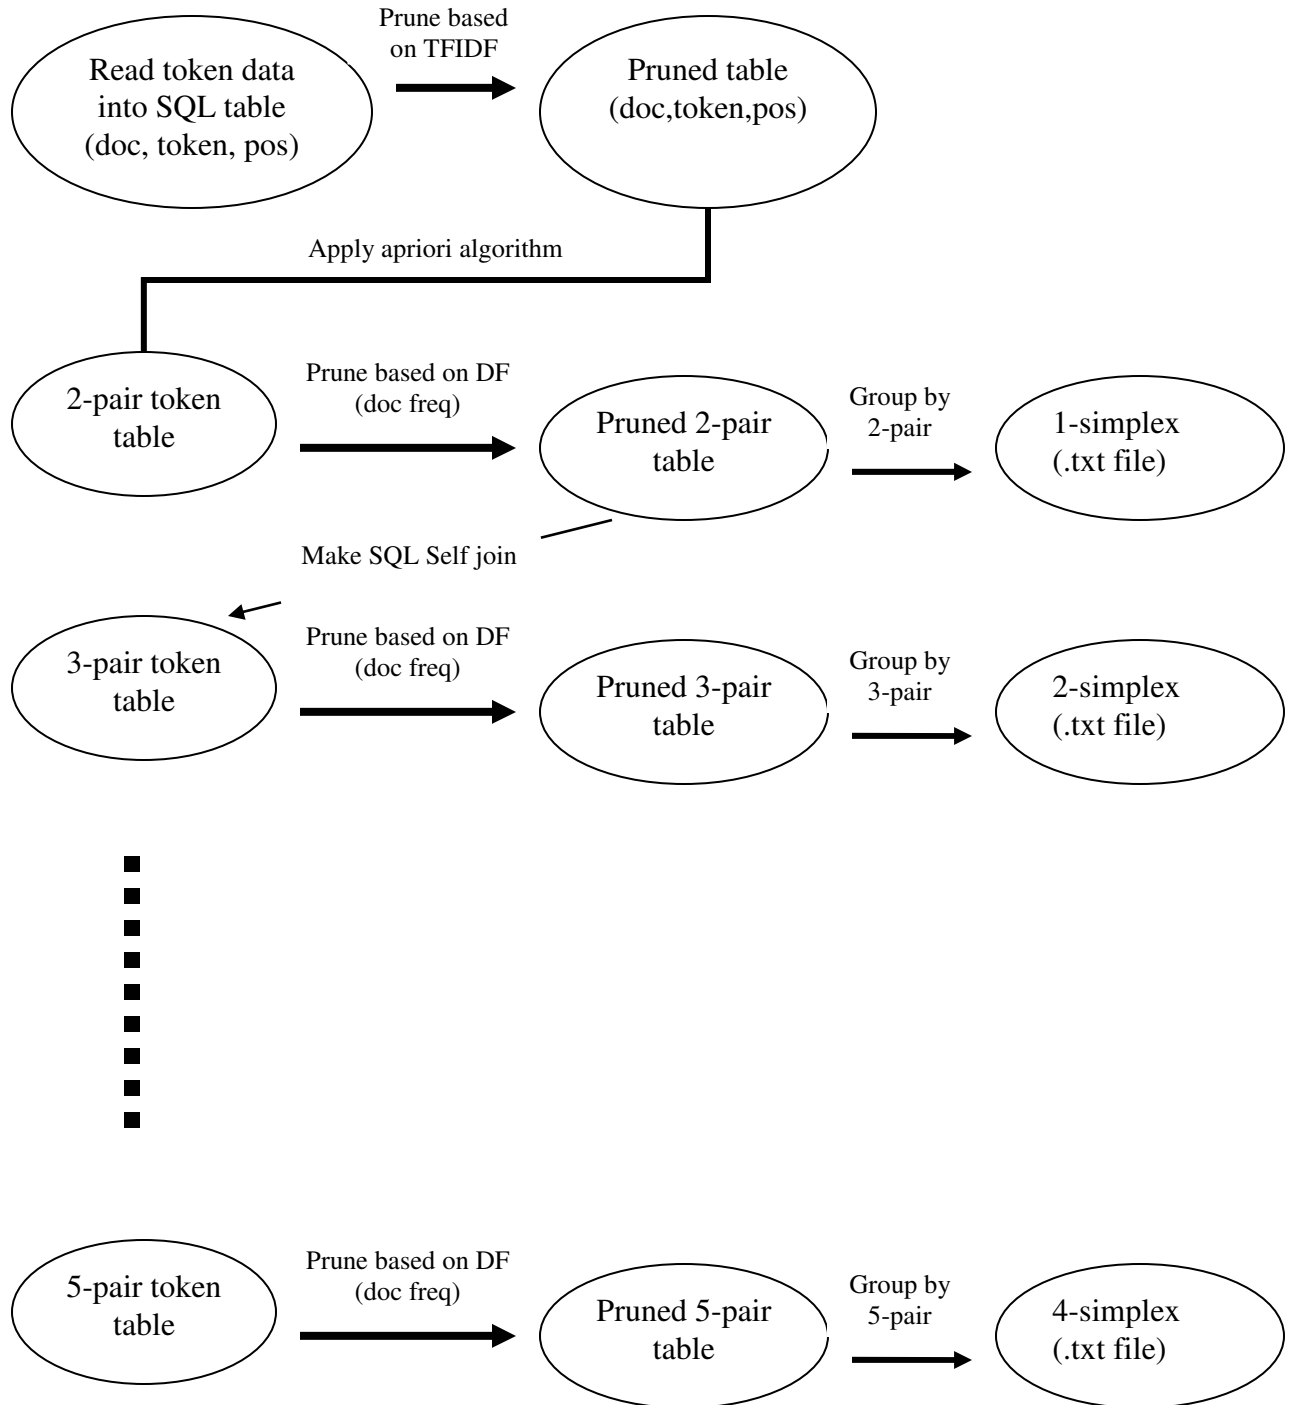 Prune based
on TFIDF
Read token data
into SQL table
(doc, token, pos)
Pruned table
(doc,token,pos)
Apply apriori algorithm
2-pair token
table
Prune based on DF
(doc freq)
Pruned 2-pair
table
Group by
2-pair
1-simplex
(.txt file)
Make SQL Self join
3-pair token
table
Prune based on DF
(doc freq)
Pruned 3-pair
table
Group by
3-pair
2-simplex
(.txt file)
5-pair token
table
Prune based on DF
(doc freq)
Pruned 5-pair
table
Group by
5-pair
4-simplex
(.txt file)